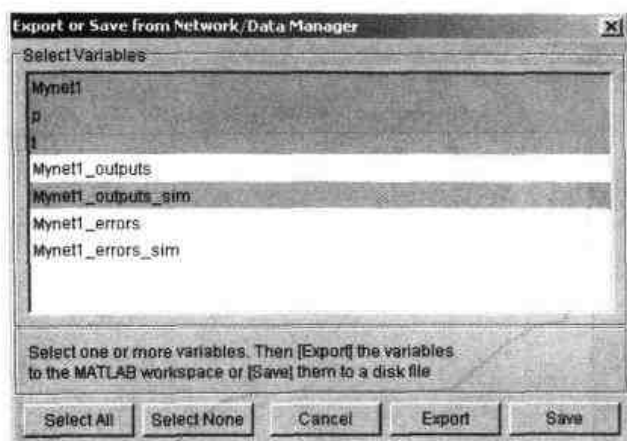 Export or Save from Network/Data Manager
Select Variables
Mynet1
p
t
Mynet1_outputs
Mynet1_outputs_sim
Mynet1_errors
Mynet1_errors_sim
Select one or more variables. Then [Export] the variables
to the MATLAB workspace or [Save] them to a disk file
Select All Select None Cancel Export Save